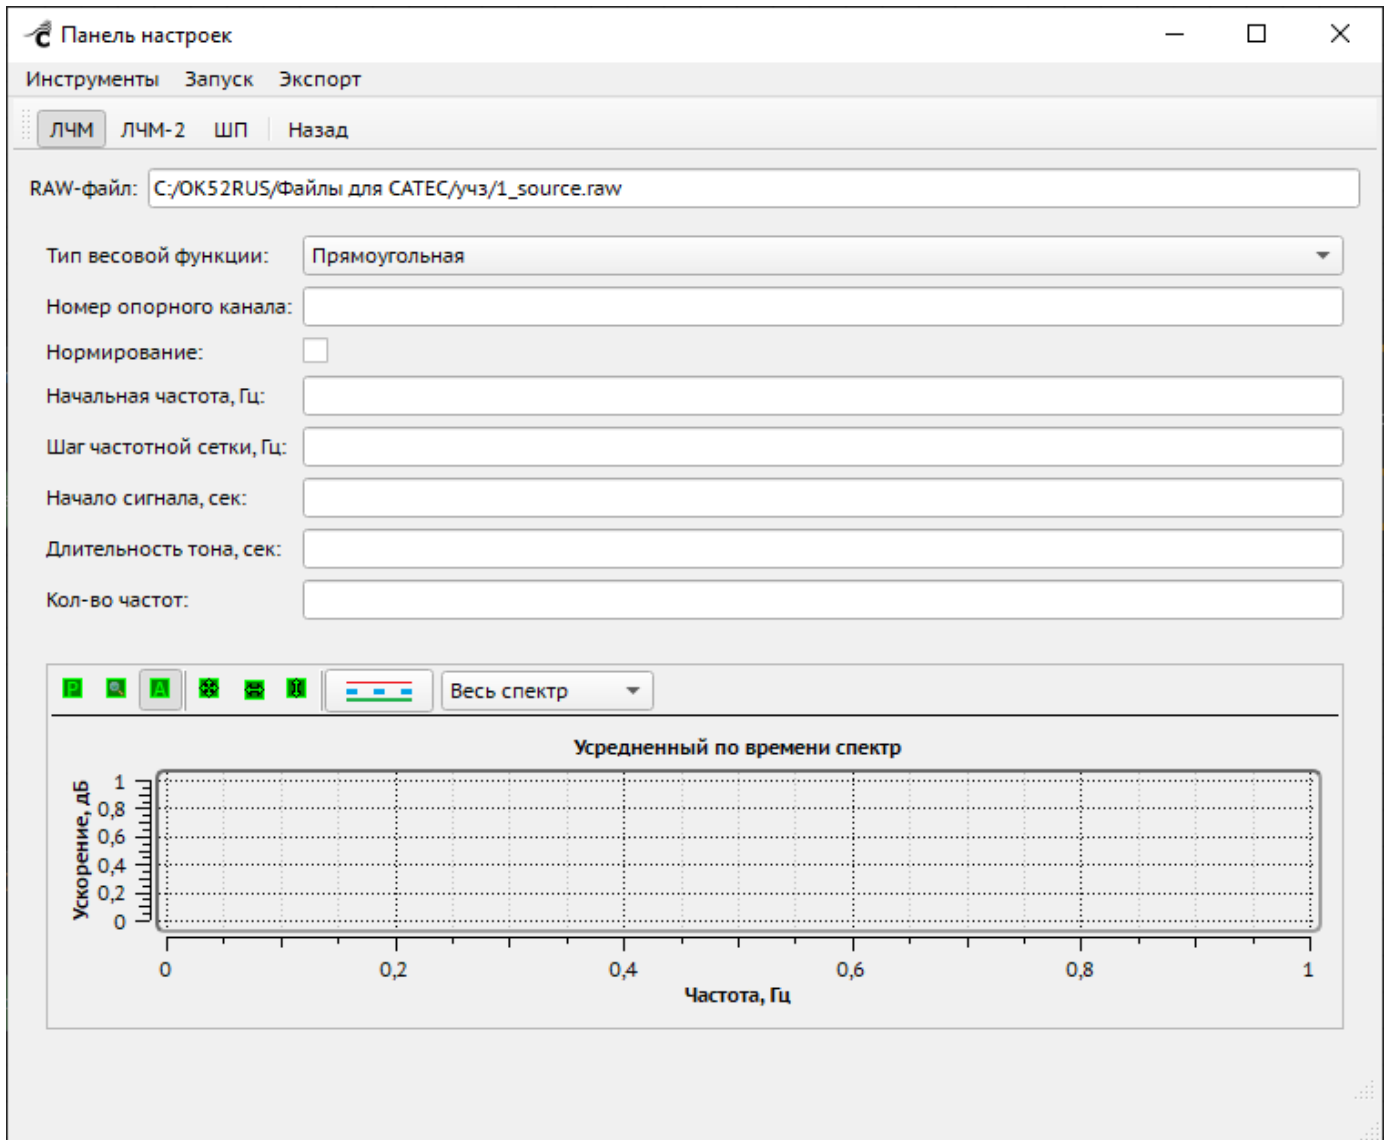 Панель настроек
Инструменты Запуск Экспорт
ЛЧМ ЛЧМ-2 ШП Назад
RAW-файл: C:/OK52RUS/Файлы для CATEC/учз/1_source.raw
Тип весовой функции: Прямоугольная
Номер опорного канала:
Нормирование:
Начальная частота, Гц:
Шаг частотной сетки, Гц:
Начало сигнала, сек:
Длительность тона, сек:
Кол-во частот:
P A Весь спектр
Усредненный по времени спектр
Ускорение, дБ
1
0,8
0,6
0,4
0,2
0
0 0,2 0,4 0,6 0,8 1
Частота, Гц